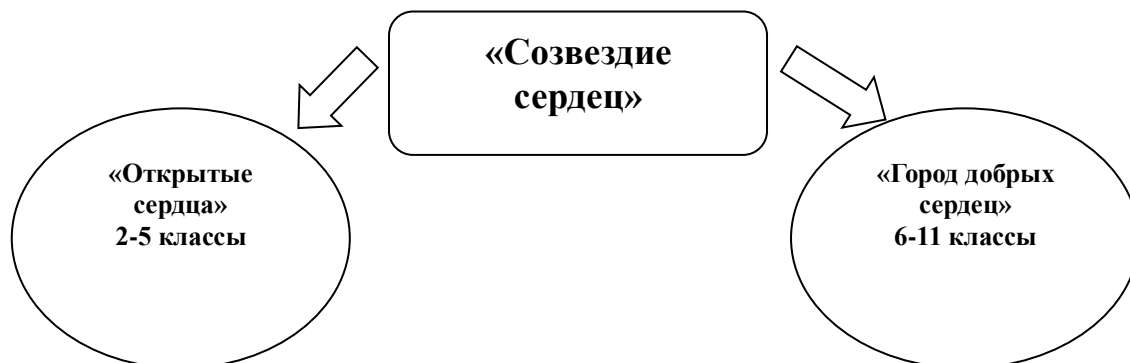 «Созвездие
сердец»
«Открытые
сердца»
2-5 классы
«Город добрых
сердец»
6-11 классы